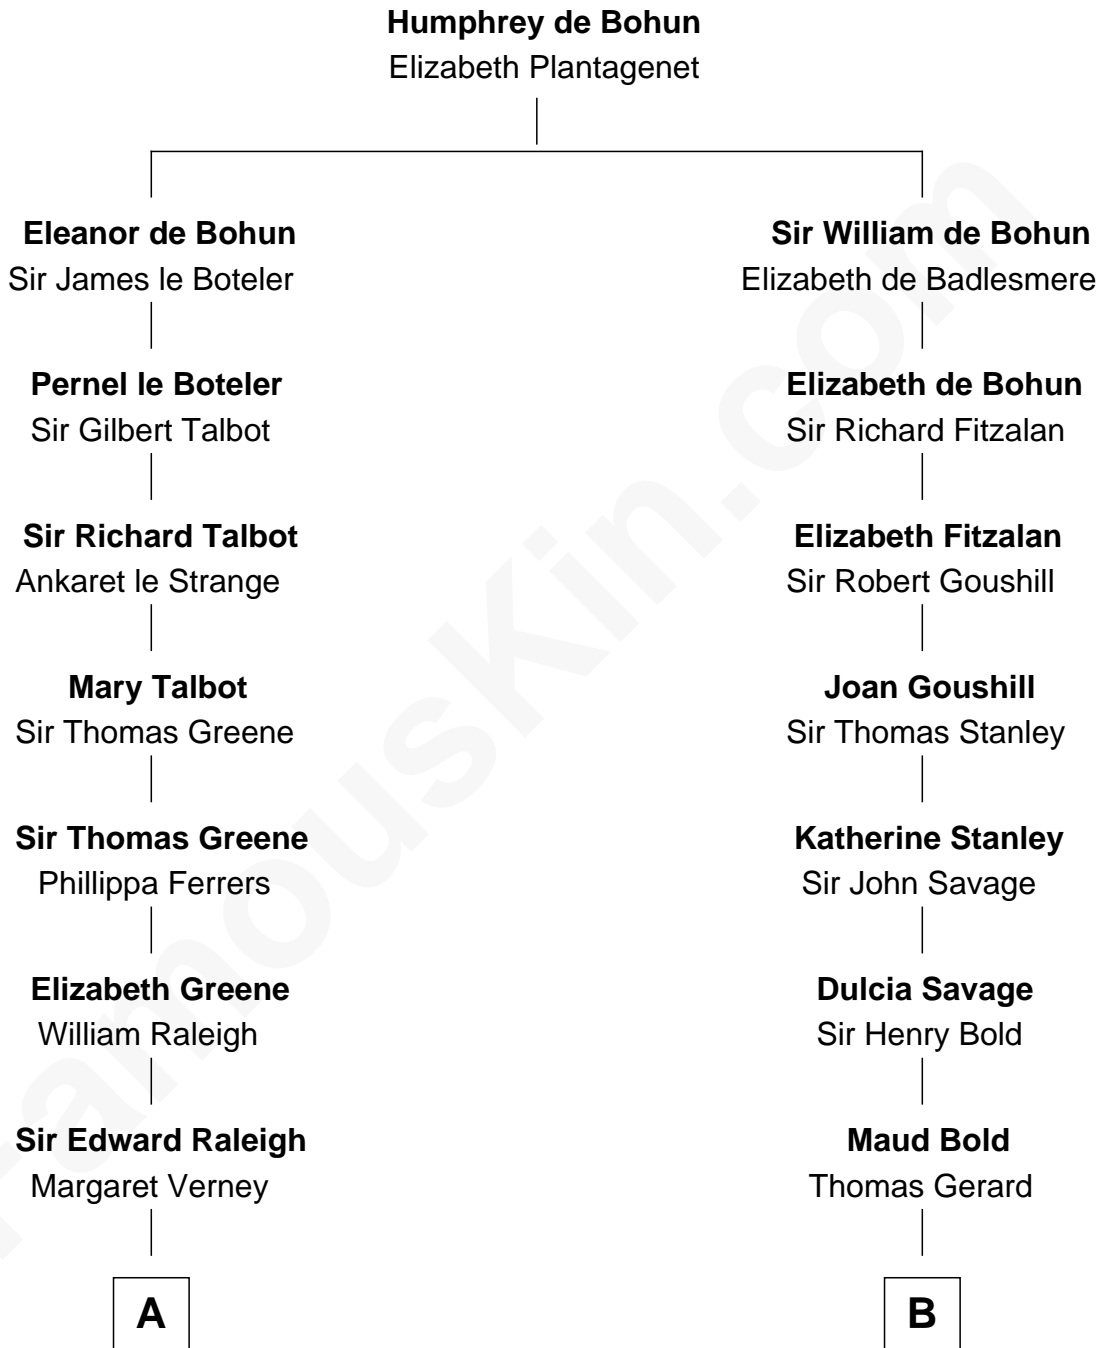 Humphrey de Bohun
Elizabeth Plantagenet
Eleanor de Bohun
Sir James le Boteler
Sir William de Bohun
Elizabeth de Badlesmere
Pernel le Boteler
Sir Gilbert Talbot
Elizabeth de Bohun
Sir Richard Fitzalan
Sir Richard Talbot
Ankaret le Strange
Elizabeth Fitzalan
Sir Robert Goushill
Mary Talbot
Sir Thomas Greene
Joan Goushill
Sir Thomas Stanley
Sir Thomas Greene
Phillippa Ferrers
Katherine Stanley
Sir John Savage
Elizabeth Greene
William Raleigh
Dulcia Savage
Sir Henry Bold
Sir Edward Raleigh
Margaret Verney
Maud Bold
Thomas Gerard
A
B
FamousKin.com